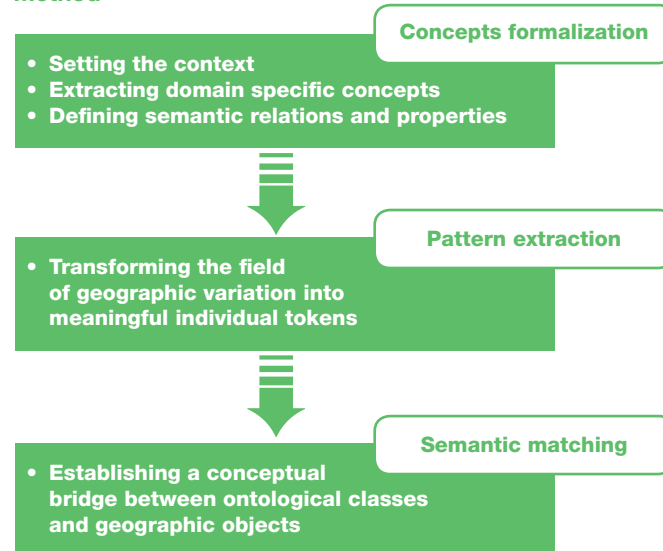 method
Concepts formalization
• Setting the context
• Extracting domain specific concepts
• Defining semantic relations and properties
Pattern extraction
• Transforming the field
of geographic variation into
meaningful individual tokens
Semantic matching
• Establishing a conceptual
bridge between ontological classes
and geographic objects